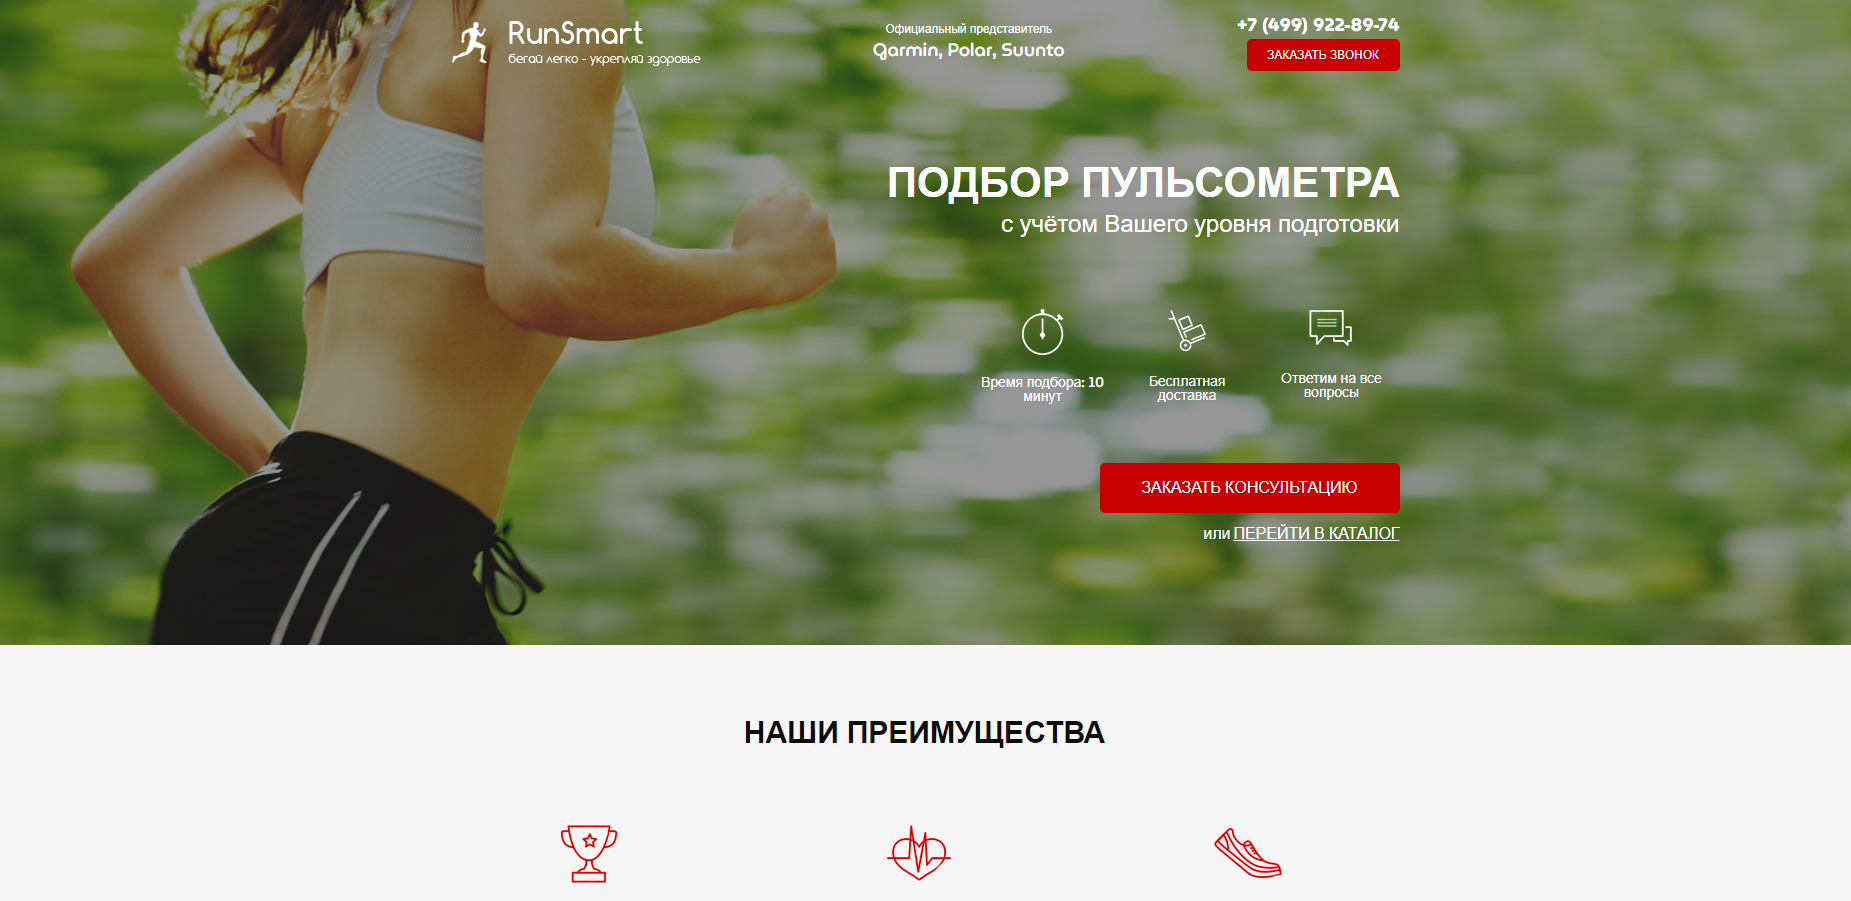 RunSmart
бегай легко - укрепляй здоровье
Официальный представитель
Garmin, Polar, Suunto
+7 (499) 922-89-74
ЗАКАЗАТЬ ЗВОНОК
ПОДБОР ПУЛЬСОМЕТРА
с учётом Вашего уровня подготовки
Время подбора: 10
минут
Бесплатная
доставка
Ответим на все
вопросы
ЗАКАЗАТЬ КОНСУЛЬТАЦИЮ
или ПЕРЕЙТИ В КАТАЛОГ
НАШИ ПРЕИМУЩЕСТВА